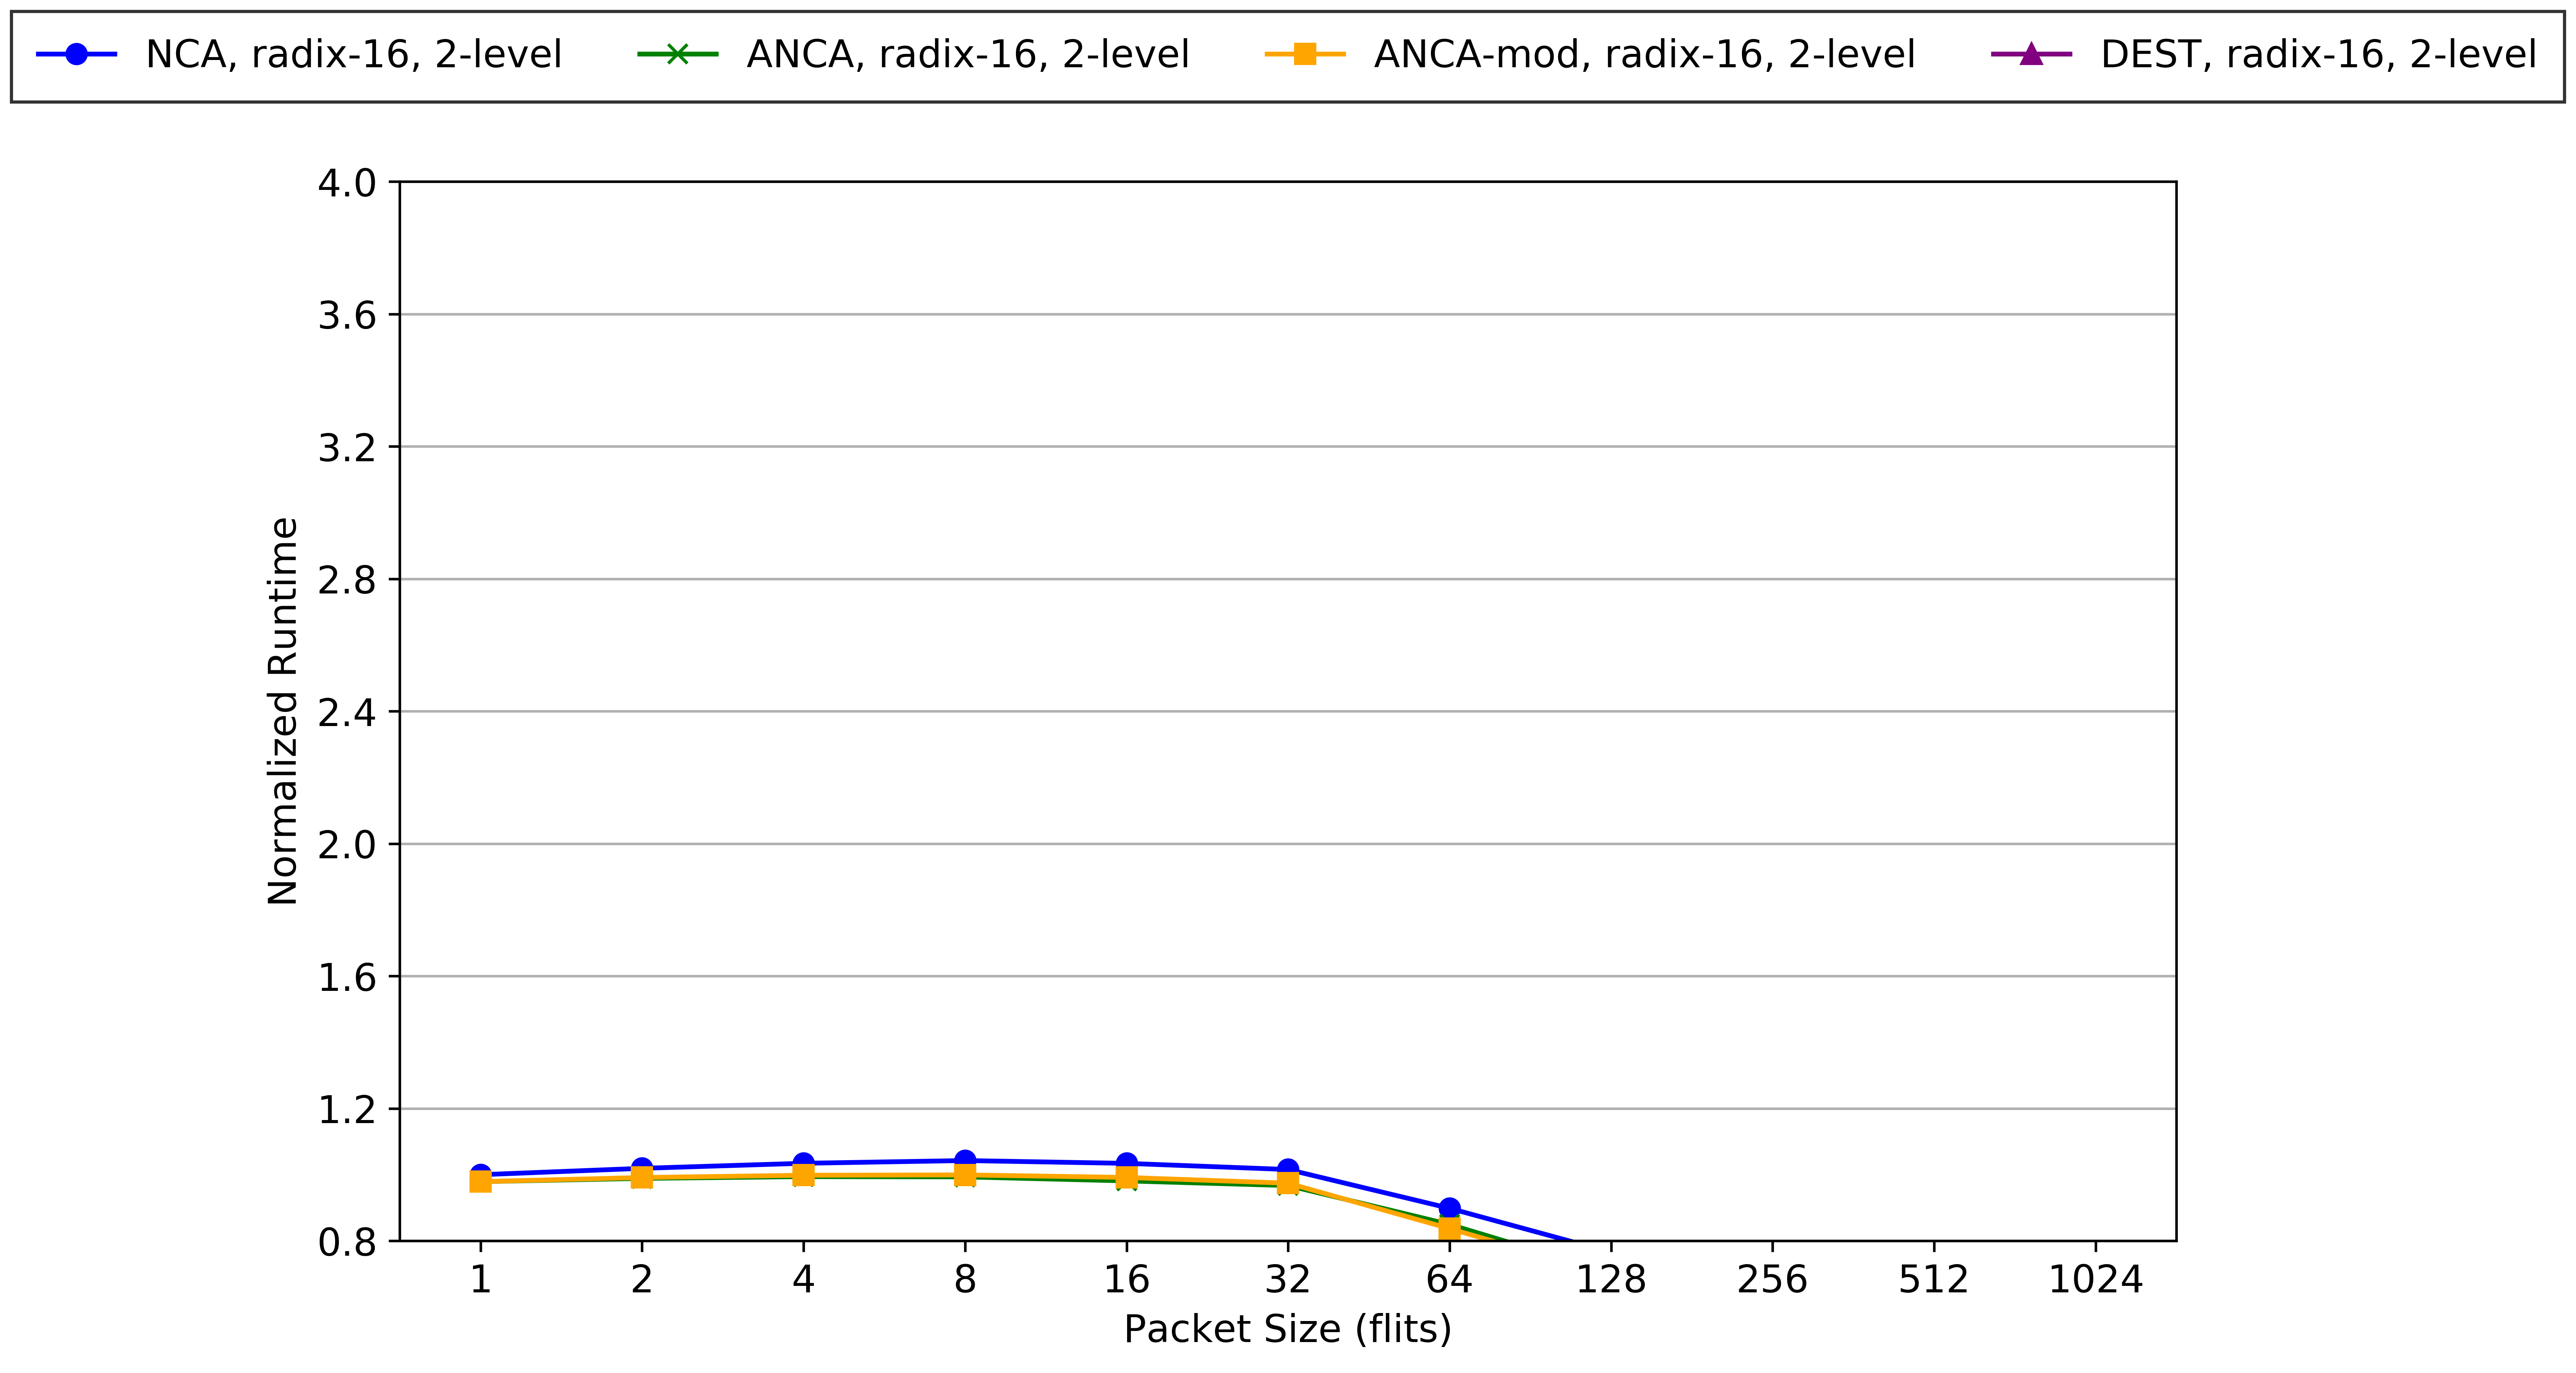 NCA, radix-16, 2-level ANCA, radix-16, 2-level ANCA-mod, radix-16, 2-level DEST, radix-16, 2-level
4.0
3.6
3.2
2.8
2.4
2.0
1.6
1.2
0.8
Normalized Runtime
1 2 4 8 16 32 64 128 256 512 1024
Packet Size (flits)